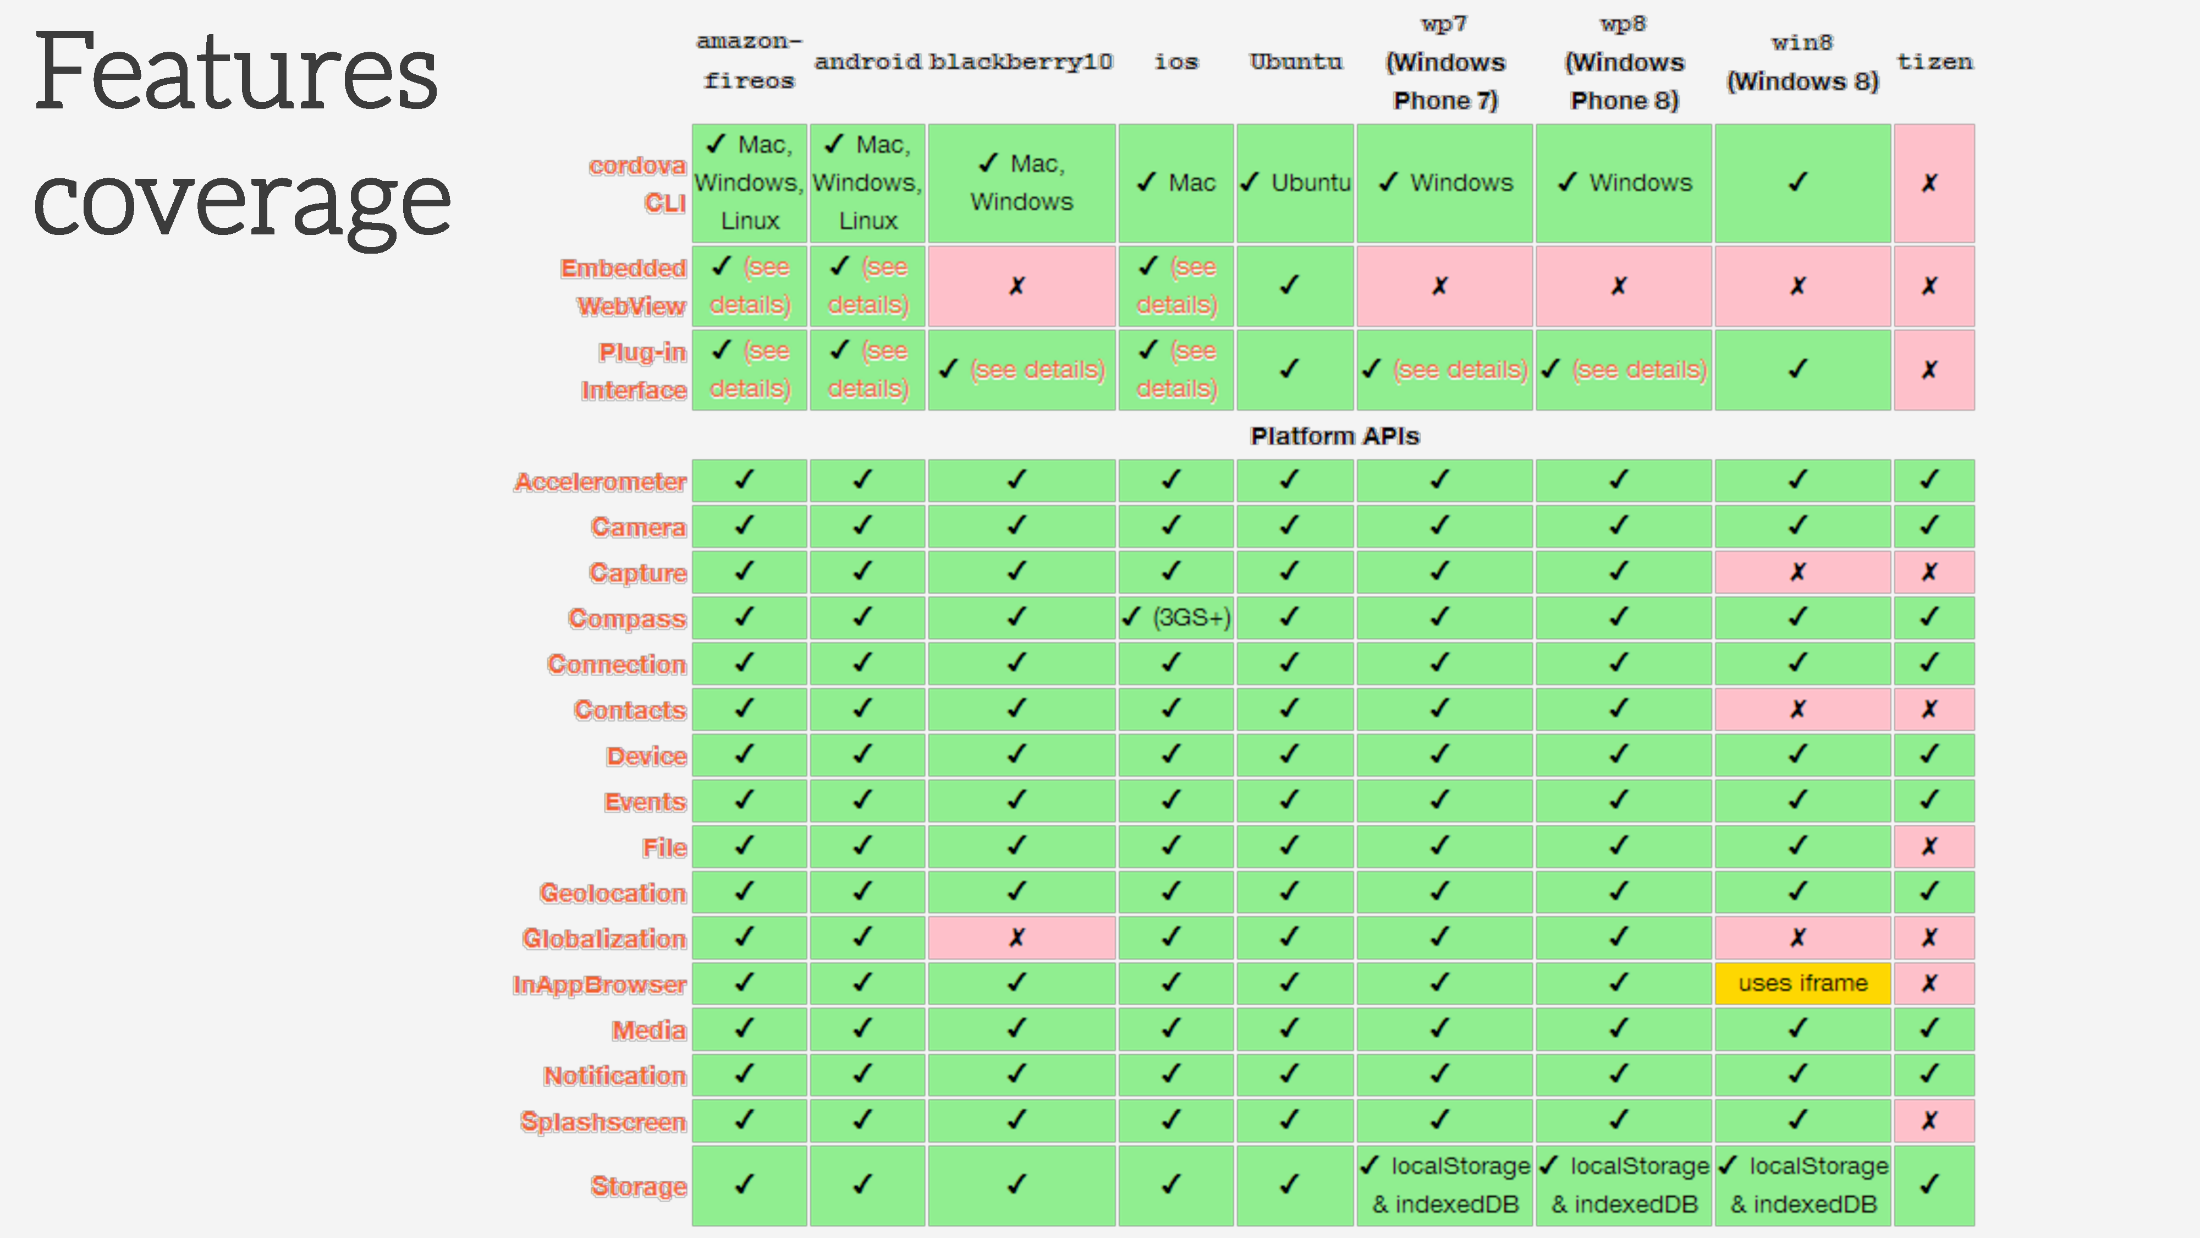 Features
coverage
amazon-
fireos
android
blackberry10
ios
Ubuntu
wp7
(Windows
Phone 7)
wp8
(Windows
Phone 8)
win8
(Windows 8)
tizen
cordova
CLI
✓ Mac,
Windows,
Linux
✓ Mac,
Windows,
Linux
✓ Mac,
Windows
✓ Mac
✓ Ubuntu
✓ Windows
✓ Windows
✓
✗
Embedded
WebView
✓ (see
details)
✓ (see
details)
✗
✓ (see
details)
✓
✗
✗
✗
✗
Plug-in
Interface
✓ (see
details)
✓ (see
details)
✓ (see details)
✓ (see
details)
✓
✓ (see details)
✓ (see details)
✓
✗
Platform APIs
Accelerometer ✓ ✓ ✓ ✓ ✓ ✓ ✓ ✓ ✓
Camera ✓ ✓ ✓ ✓ ✓ ✓ ✓ ✓ ✓
Capture ✓ ✓ ✓ ✓ ✓ ✓ ✓ ✗ ✗
Compass ✓ ✓ ✓ ✓ (3GS+) ✓ ✓ ✓ ✓ ✓
Connection ✓ ✓ ✓ ✓ ✓ ✓ ✓ ✓ ✓
Contacts ✓ ✓ ✓ ✓ ✓ ✓ ✓ ✗ ✗
Device ✓ ✓ ✓ ✓ ✓ ✓ ✓ ✓ ✓
Events ✓ ✓ ✓ ✓ ✓ ✓ ✓ ✓ ✓
File ✓ ✓ ✓ ✓ ✓ ✓ ✓ ✓ ✗
Geolocation ✓ ✓ ✓ ✓ ✓ ✓ ✓ ✓ ✓
Globalization ✓ ✓ ✗ ✓ ✓ ✓ ✓ ✗ ✗
InAppBrowser ✓ ✓ ✓ ✓ ✓ ✓ ✓ uses iframe ✗
Media ✓ ✓ ✓ ✓ ✓ ✓ ✓ ✓ ✓
Notification ✓ ✓ ✓ ✓ ✓ ✓ ✓ ✓ ✓
Splashscreen ✓ ✓ ✓ ✓ ✓ ✓ ✓ ✓ ✗
Storage ✓ ✓ ✓ ✓ ✓
✓ localStorage
& indexedDB
✓ localStorage
& indexedDB
✓ localStorage
& indexedDB
✓